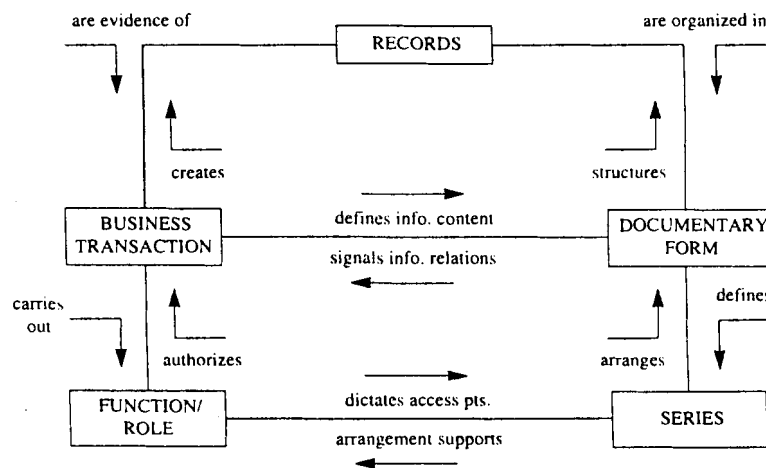 are evidence of
RECORDS
are organized in
creates
structures
BUSINESS
TRANSACTION
defines info. content
signals info. relations
DOCUMENTARY
FORM
carries
out
authorizes
arranges
defines
FUNCTION/
ROLE
dictates access pts.
arrangement supports
SERIES